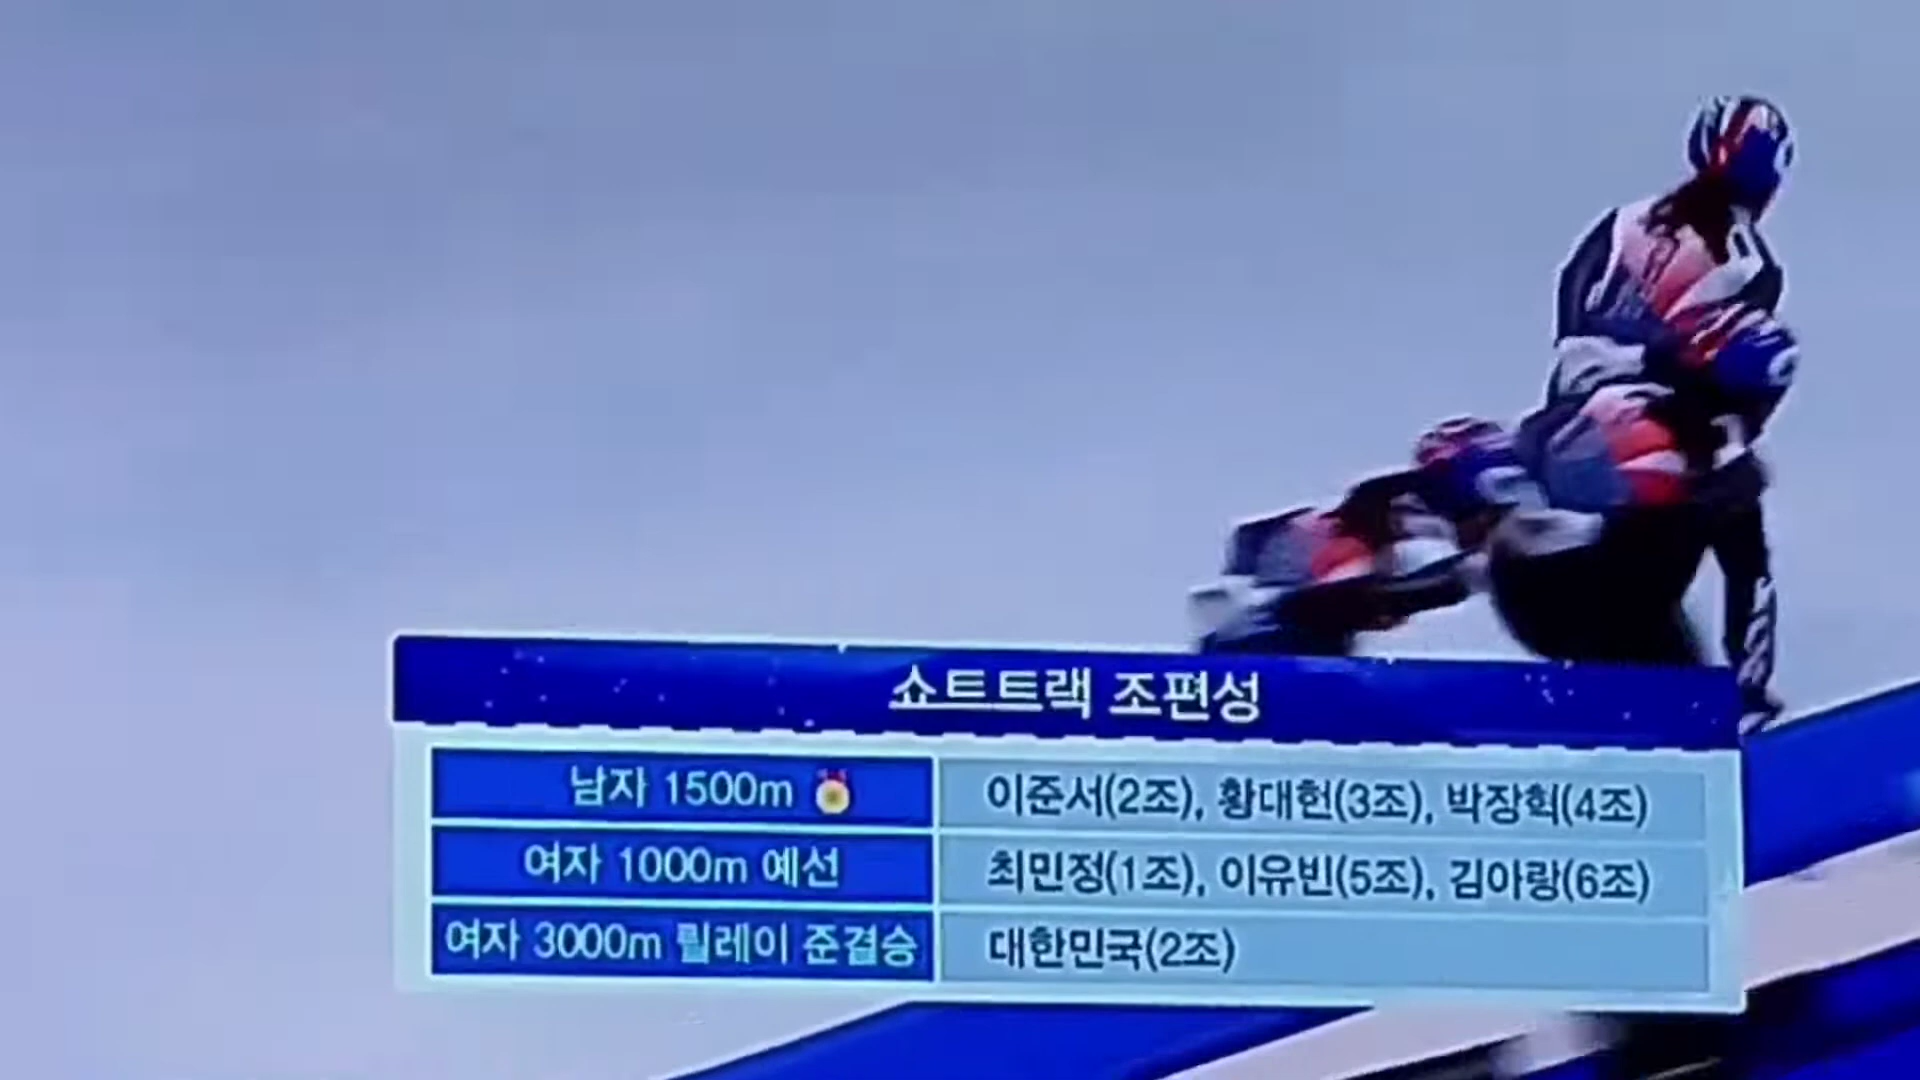 쇼트트랙 조편성
남자 1500m
이준서(2조), 황대헌(3조), 박장혁(4조)
여자 1000m 예선
최민정(1조), 이유빈(5조), 김아랑(6조)
여자 3000m 릴레이 준결승
대한민국(2조)